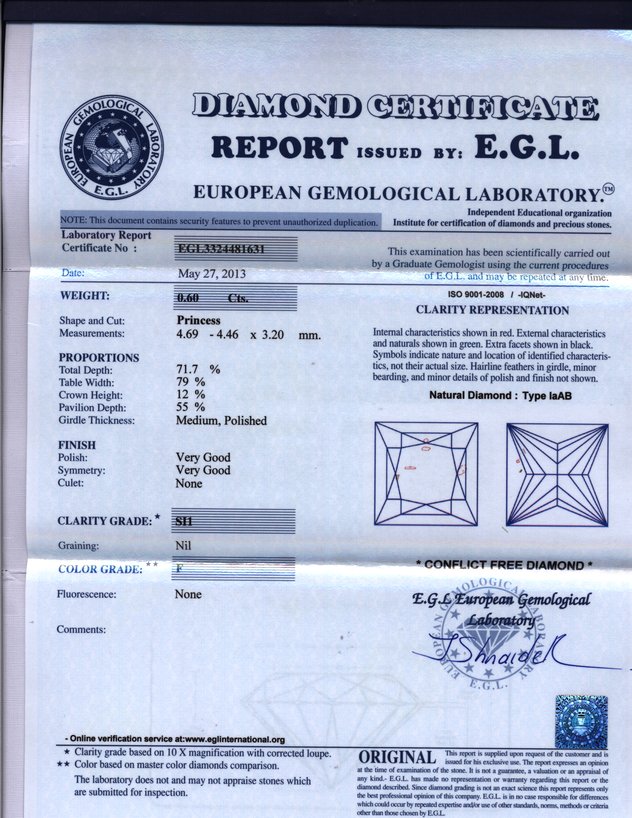 DIAMOND CERTIFICATE
REPORT ISSUED BY: E.G.L.
EUROPEAN GEMOLOGICAL LABORATORY.™
EUROPEAN GEMOLOGICAL LABORATORY
E.G.L.
Independent Educational organization
Institute for certification of diamonds and precious stones.
NOTE: This document contains security features to prevent unauthorized duplication.
Laboratory Report
Certificate No : EGL3324481631
Date: May 27, 2013
WEIGHT: 0.60 Cts.
Shape and Cut: Princess
Measurements: 4.69 - 4.46 x 3.20 mm.
PROPORTIONS
Total Depth: 71.7 %
Table Width: 79 %
Crown Height: 12 %
Pavilion Depth: 55 %
Girdle Thickness: Medium, Polished
FINISH
Polish: Very Good
Symmetry: Very Good
Culet: None
CLARITY GRADE: * SI1
Graining: Nil
COLOR GRADE: ** F
Fluorescence: None
Comments:
This examination has been scientifically carried out
by a Graduate Gemologist using the current procedures
of E.G.L. and may be repeated at any time.
ISO 9001-2008 / -IQNet-
CLARITY REPRESENTATION
Internal characteristics shown in red. External characteristics
and naturals shown in green. Extra facets shown in black.
Symbols indicate nature and location of identified characteris-
tics, not their actual size. Hairline feathers in girdle, minor
bearding, and minor details of polish and finish not shown.
Natural Diamond : Type IaAB
* CONFLICT FREE DIAMOND *
E.G.L European Gemological
Laboratory
EUROPEAN GEMOLOGICAL LABORATORY
E.G.L.
- Online verification service at:www.eglinternational.org
* Clarity grade based on 10 X magnification with corrected loupe.
** Color based on master color diamonds comparison.
The laboratory does not and may not appraise stones which
are submitted for inspection.
ORIGINAL This report is supplied upon request of the customer and is
issued for his exclusive use. The report expresses an opinion
at the time of examination of the stone. It is not a guarantee, a valuation or an appraisal of
any kind.- E.G.L. has made no representation or warranty regarding this report or the
diamond described. Since diamond grading is not an exact science this report represents only
the best professional opinion of this company. E.G.L. is in no case responsible for differences
which could occur by repeated expertise and/or use of other standards, norms, methods or criteria
other than those chosen by E.G.L.